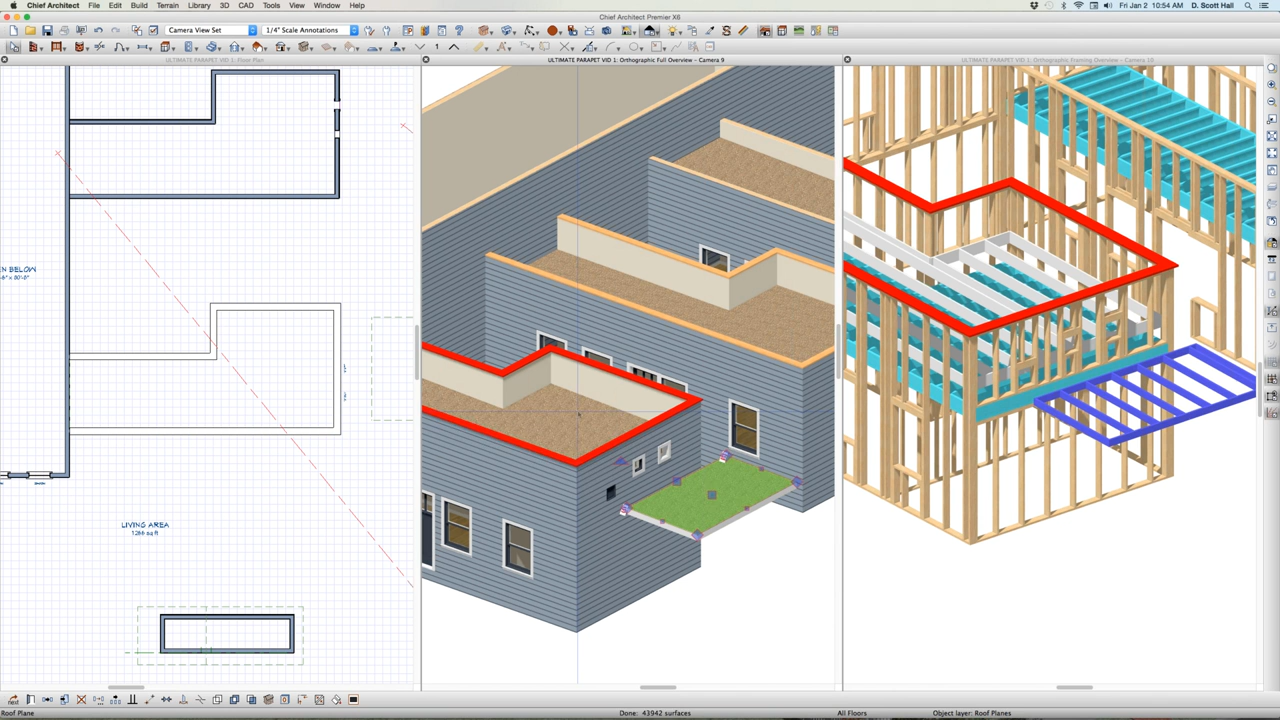 Chief Architect File Edit Build Terrain Library 3D CAD Tools View Window Help
Fri Jan 2 10:54 AM D. Scott Hall
Chief Architect Premier X6
Camera View Set
1/4" Scale Annotations
ULTIMATE PARAPET VID 1: Floor Plan
ULTIMATE PARAPET VID 1: Orthographic Full Overview - Camera 9
ULTIMATE PARAPET VID 1: Orthographic Framing Overview - Camera 10
EN BELOW
LIVING AREA
1266 sq ft
next
Roof Plane
Done: 43942 surfaces
All Floors
Object layer: Roof Planes